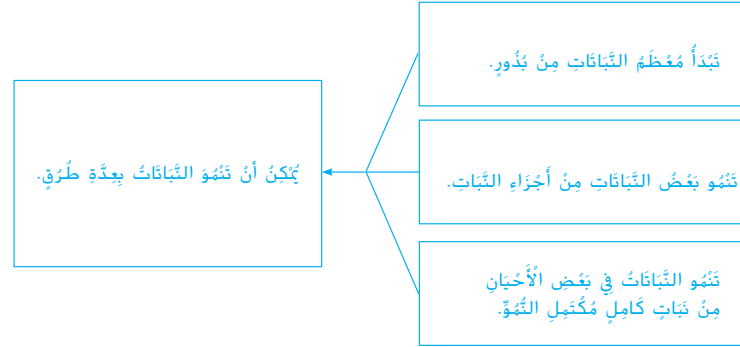 تَبْدَأُ مُعْظَمُ النَّبَاتَاتِ مِنْ بُذُورٍ.
تَنْمُو بَعْضُ النَّبَاتَاتِ مِنْ أَجْزَاءِ النَّبَاتِ.
تَنْمُو النَّبَاتَاتُ فِي بَعْضِ الْأَحْيَانِ
مِنْ نَبَاتٍ كَامِلٍ مُكْتَمِلِ النُّمُوِّ.
يُمْكِنُ أنْ تَنْمُوَ النَّبَاتَاتُ بِعِدَّةِ طُرُقٍ.